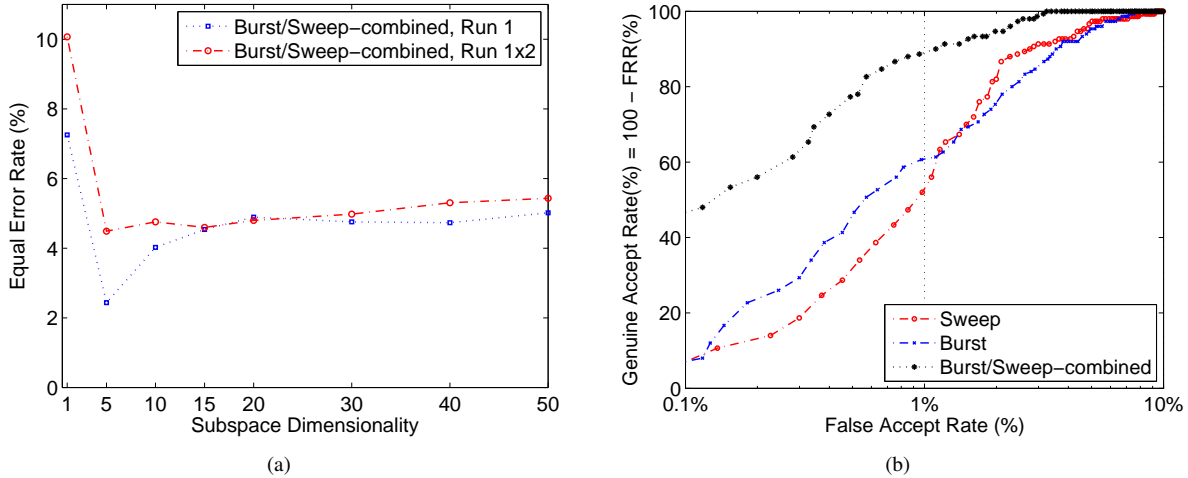 Burst/Sweep-combined, Run 1
Burst/Sweep-combined, Run 1x2
Equal Error Rate (%)
10
8
6
4
2
0
1 5 10 15 20 30 40 50
Subspace Dimensionality
(a)
Genuine Accept Rate(%) = 100 - FRR(%)
100
80
60
40
20
0
Sweep
Burst
Burst/Sweep-combined
0.1% 1% 10%
False Accept Rate (%)
(b)